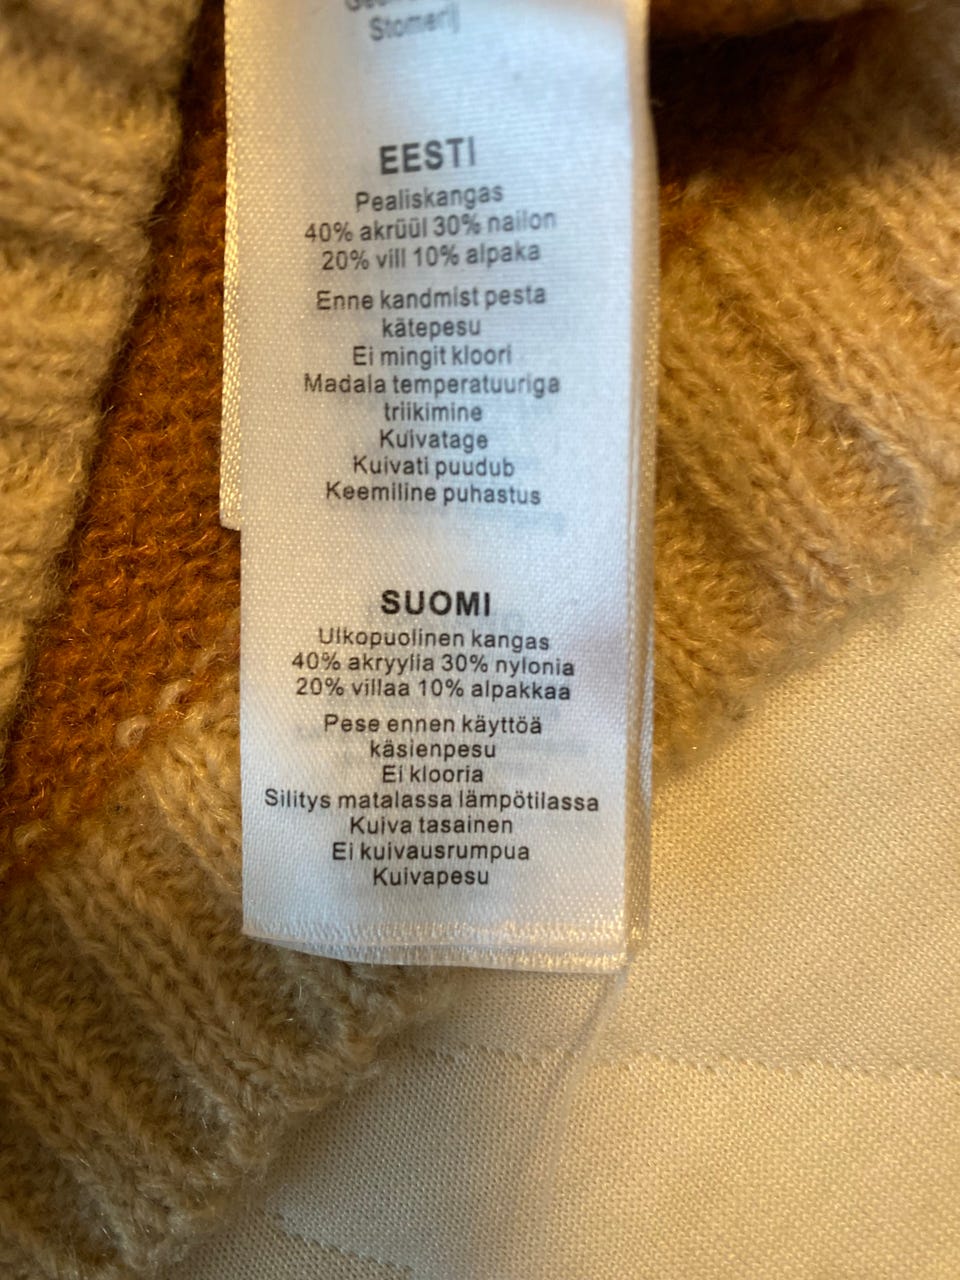 Stomerij
EESTI
Pealiskangas
40% akrüül 30% nailon
20% vill 10% alpaka
Enne kandmist pesta
kätepesu
Ei mingit kloori
Madala temperatuuriga
triikimine
Kuivatage
Kuivati puudub
Keemiline puhastus
SUOMI
Ulkopuolinen kangas
40% akryylia 30% nylonia
20% villaa 10% alpakkaa
Pese ennen käyttöä
käsienpesu
Ei klooria
Silitys matalassa lämpötilassa
Kuiva tasainen
Ei kuivausrumpua
Kuivapesu